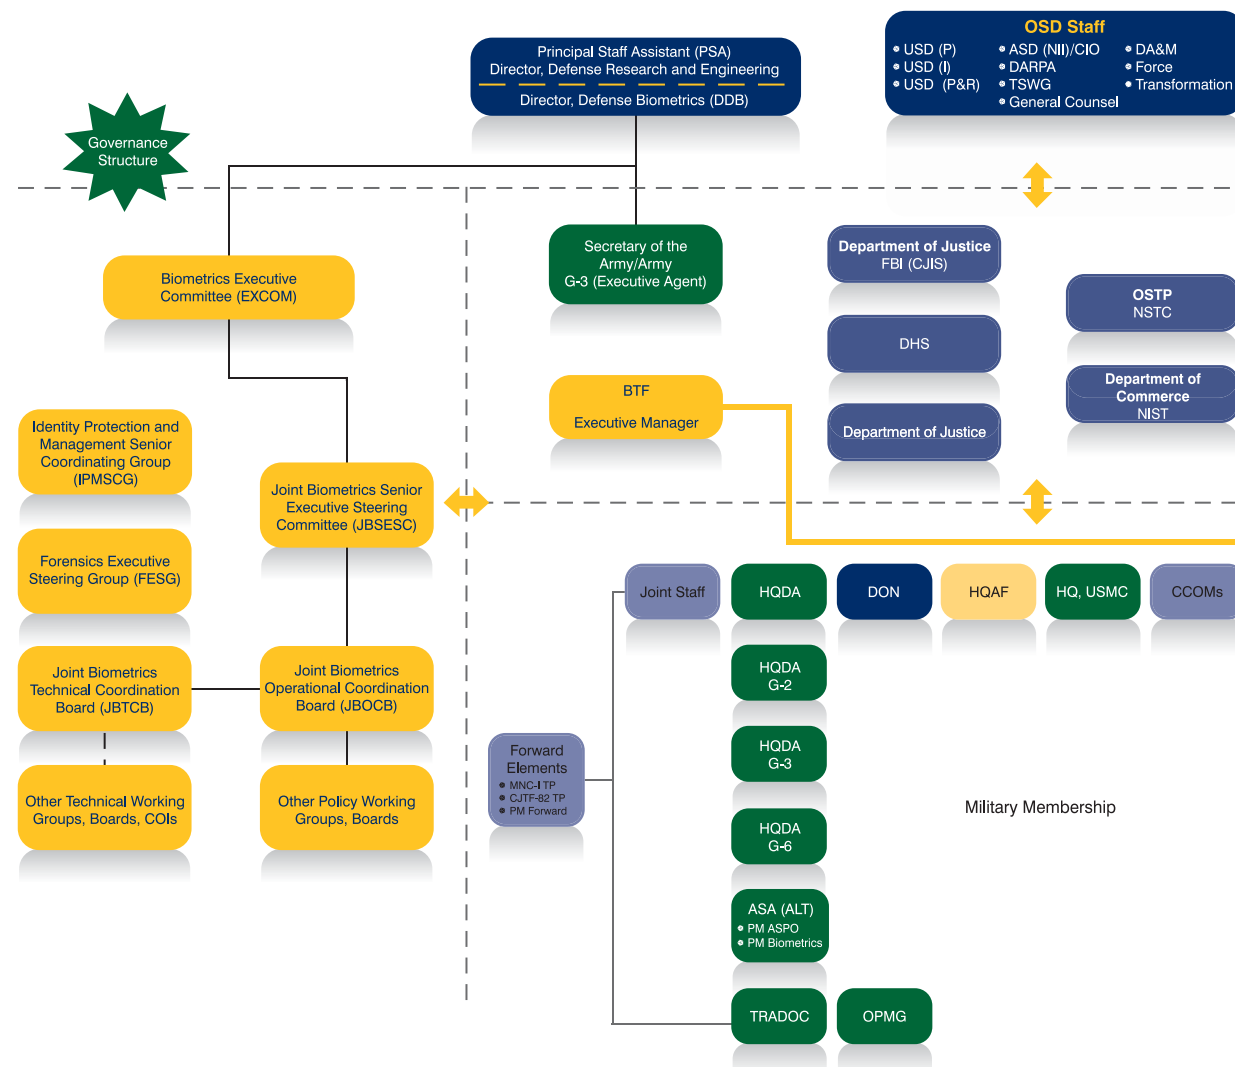 Governance
Structure
Principal Staff Assistant (PSA)
Director, Defense Research and Engineering
Director, Defense Biometrics (DDB)
OSD Staff
USD (P)
USD (I)
USD (P&R)
ASD (NII)/CIO
DARPA
TSWG
General Counsel
DA&M
Force
Transformation
Biometrics Executive
Committee (EXCOM)
Secretary of the
Army/Army
G-3 (Executive Agent)
Department of Justice
FBI (CJIS)
OSTP
NSTC
DHS
Department of
Commerce
NIST
BTF
Executive Manager
Department of Justice
Identity Protection and
Management Senior
Coordinating Group
(IPMSCG)
Joint Biometrics Senior
Executive Steering
Committee (JBSESC)
Forensics Executive
Steering Group (FESG)
Joint Biometrics
Technical Coordination
Board (JBTCB)
Joint Biometrics
Operational Coordination
Board (JBOCB)
Other Technical Working
Groups, Boards, COIs
Other Policy Working
Groups, Boards
Joint Staff
HQDA
DON
HQAF
HQ, USMC
CCOMs
HQDA
G-2
HQDA
G-3
HQDA
G-6
Forward
Elements
MNC-I TP
CJTF-82 TP
PM Forward
Military Membership
ASA (ALT)
PM ASPO
PM Biometrics
TRADOC
OPMG